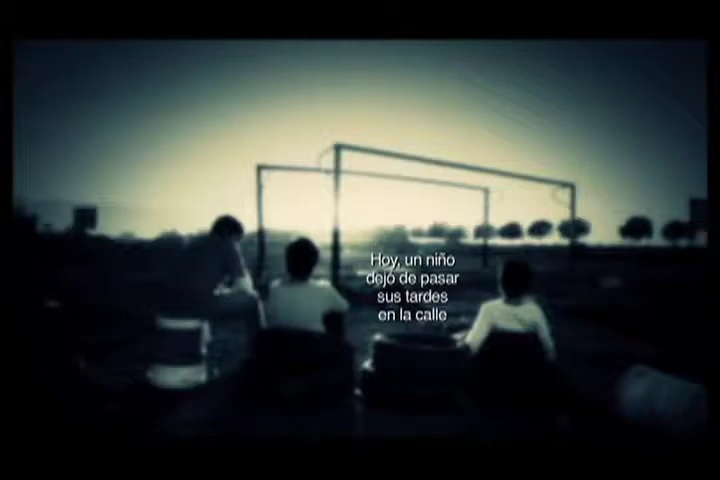 Hoy, un niño
dejó de pasar
sus tardes
en la calle